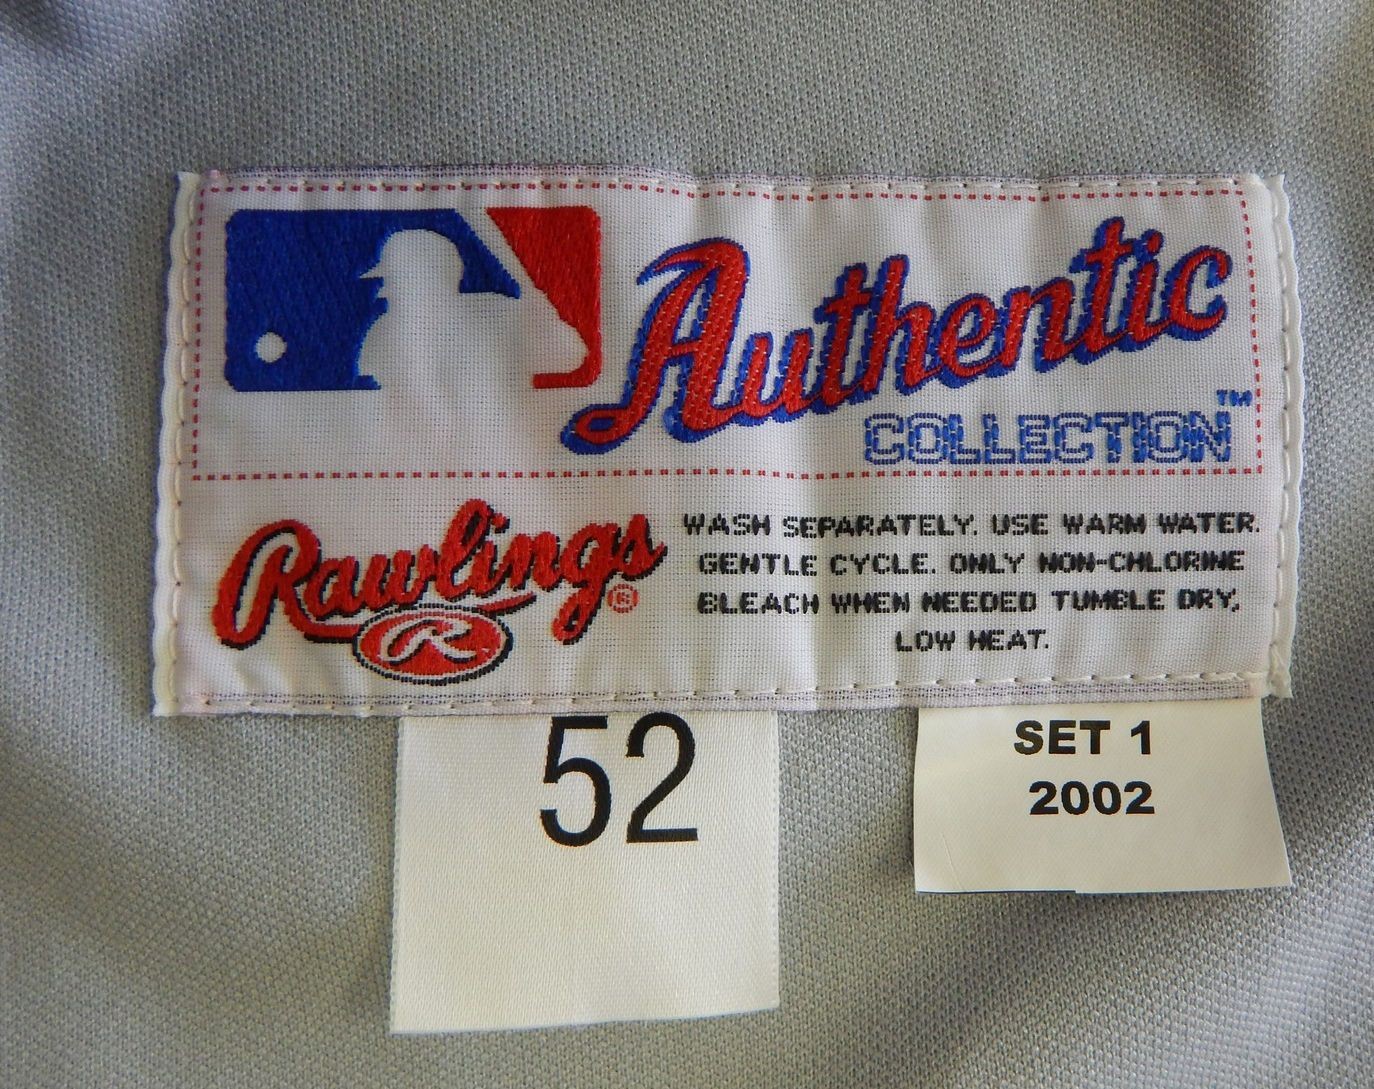 Authentic
COLLECTION™
Rawlings®
R
WASH SEPARATELY. USE WARM WATER.
GENTLE CYCLE. ONLY NON-CHLORINE
BLEACH WHEN NEEDED TUMBLE DRY,
LOW HEAT.
52
SET 1
2002